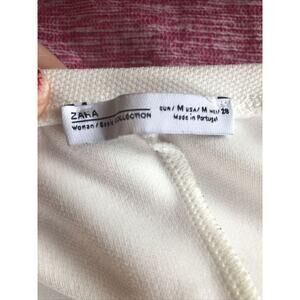 ZARA
Woman / Basic COLLECTION
EUR/ M USA/ M MEX/ 28
Made in Portugal